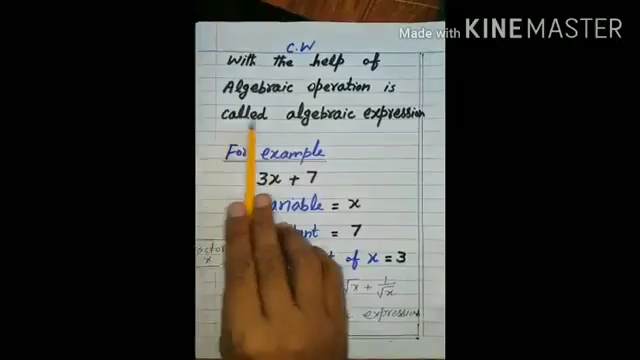 Made with KINEMASTER
C.W
With the help of
Algebraic operation is
called algebraic expression
For example
3x + 7
variable = x
= 7
of x = 3
√x + 1/√x
expression